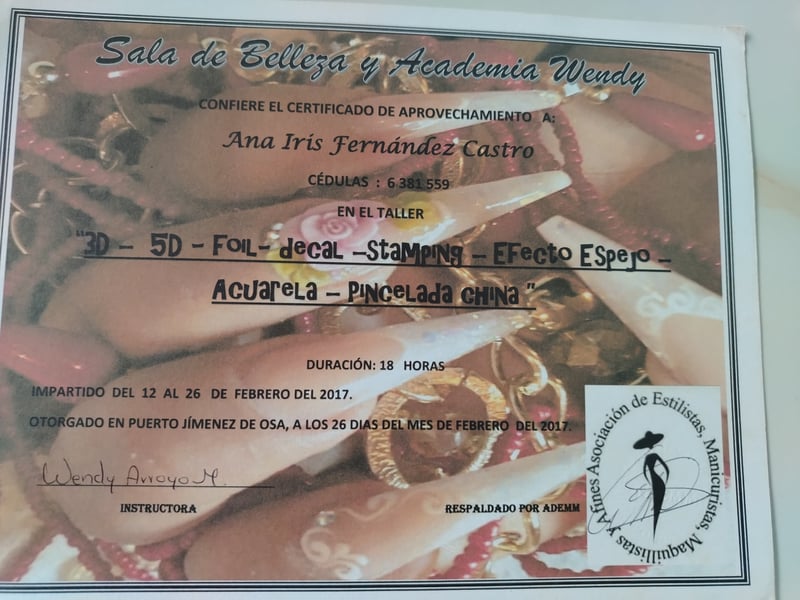 Sala de Belleza y Academia Wendy
CONFIERE EL CERTIFICADO DE APROVECHAMIENTO A:
Ana Iris Fernández Castro
CÉDULAS : 6 381 559
EN EL TALLER
"3D – 5D – FOIL – decal – Stamping – Efecto Espejo –
Acuarela – Pincelada china"
DURACIÓN: 18 HORAS
IMPARTIDO DEL 12 AL 26 DE FEBRERO DEL 2017.
OTORGADO EN PUERTO JÍMENEZ DE OSA, A LOS 26 DIAS DEL MES DE FEBRERO DEL 2017.
Wendy Arroyo M.
INSTRUCTORA
RESPALDADO POR ADEMM
Asociación de Estilistas, Manicuristas, Maquillistas y Afines